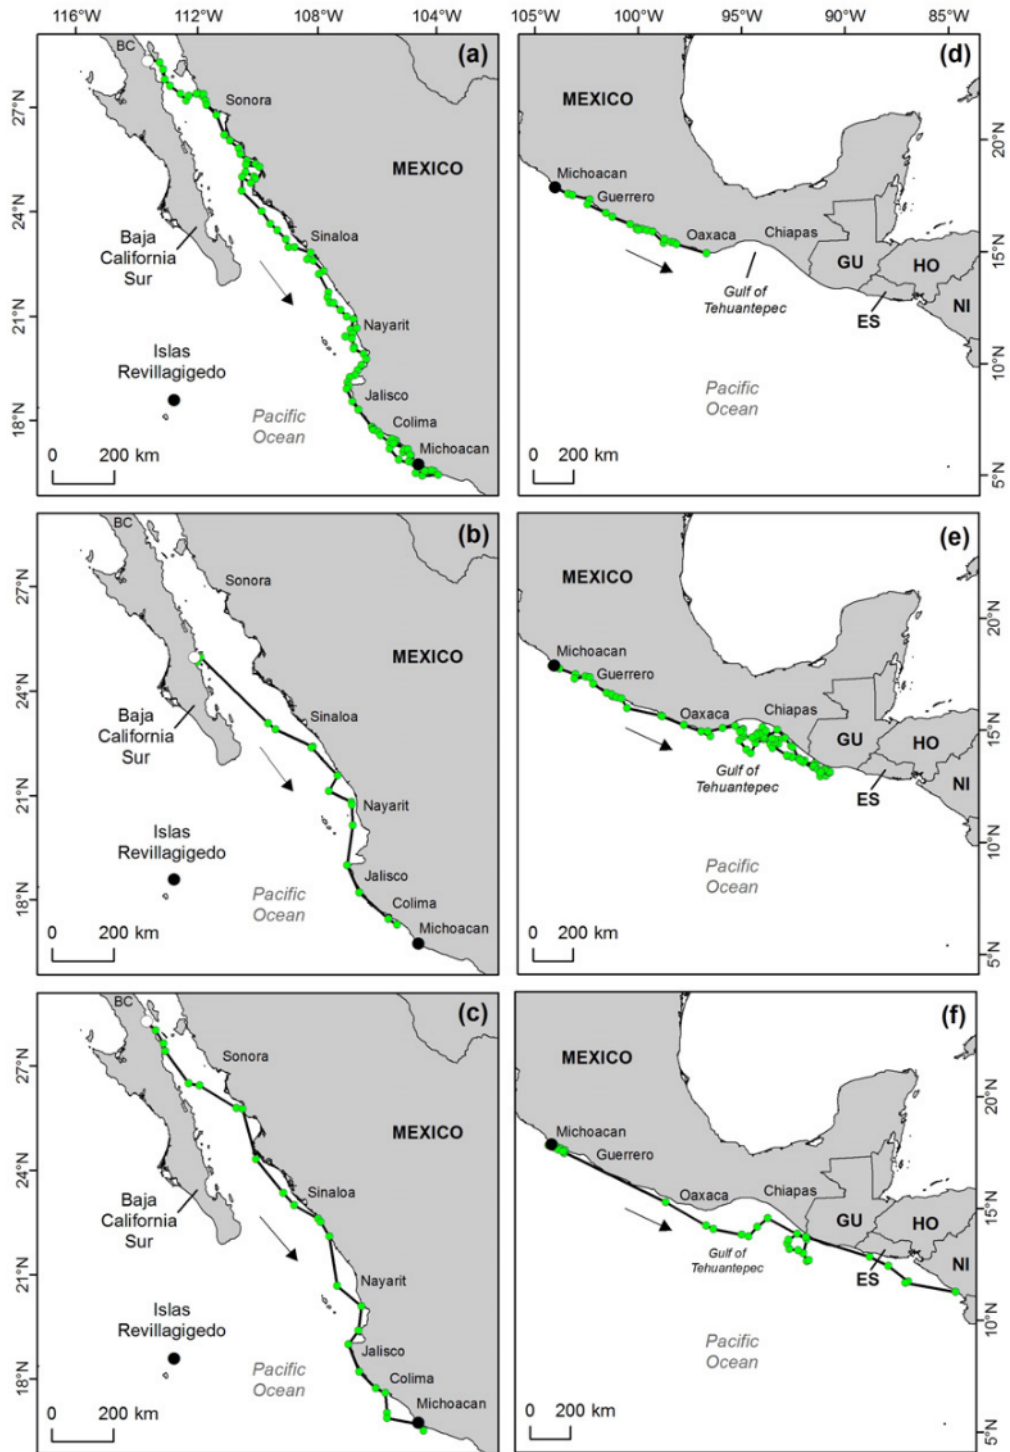 116°W 112°W 108°W 104°W
105°W 100°W 95°W 90°W 85°W
(a)
BC
Sonora
MEXICO
27°N
24°N
21°N
18°N
Baja
California
Sur
Sinaloa
Nayarit
Islas
Revillagigedo
Jalisco
Colima
Michoacan
Pacific
Ocean
0 200 km
(d)
MEXICO
Michoacan
Guerrero
Oaxaca
Chiapas
GU
HO
ES
NI
Gulf of
Tehuantepec
Pacific
Ocean
20°N
15°N
10°N
5°N
0 200 km
(b)
BC
Sonora
MEXICO
27°N
24°N
21°N
18°N
Baja
California
Sur
Sinaloa
Nayarit
Islas
Revillagigedo
Jalisco
Colima
Michoacan
Pacific
Ocean
0 200 km
(e)
MEXICO
Michoacan
Guerrero
Oaxaca
Chiapas
GU
HO
ES
NI
Gulf of
Tehuantepec
Pacific
Ocean
20°N
15°N
10°N
5°N
0 200 km
(c)
BC
Sonora
MEXICO
27°N
24°N
21°N
18°N
Baja
California
Sur
Sinaloa
Nayarit
Islas
Revillagigedo
Jalisco
Colima
Michoacan
Pacific
Ocean
0 200 km
(f)
MEXICO
Michoacan
Guerrero
Oaxaca
Chiapas
GU
HO
ES
NI
Gulf of
Tehuantepec
Pacific
Ocean
20°N
15°N
10°N
5°N
0 200 km